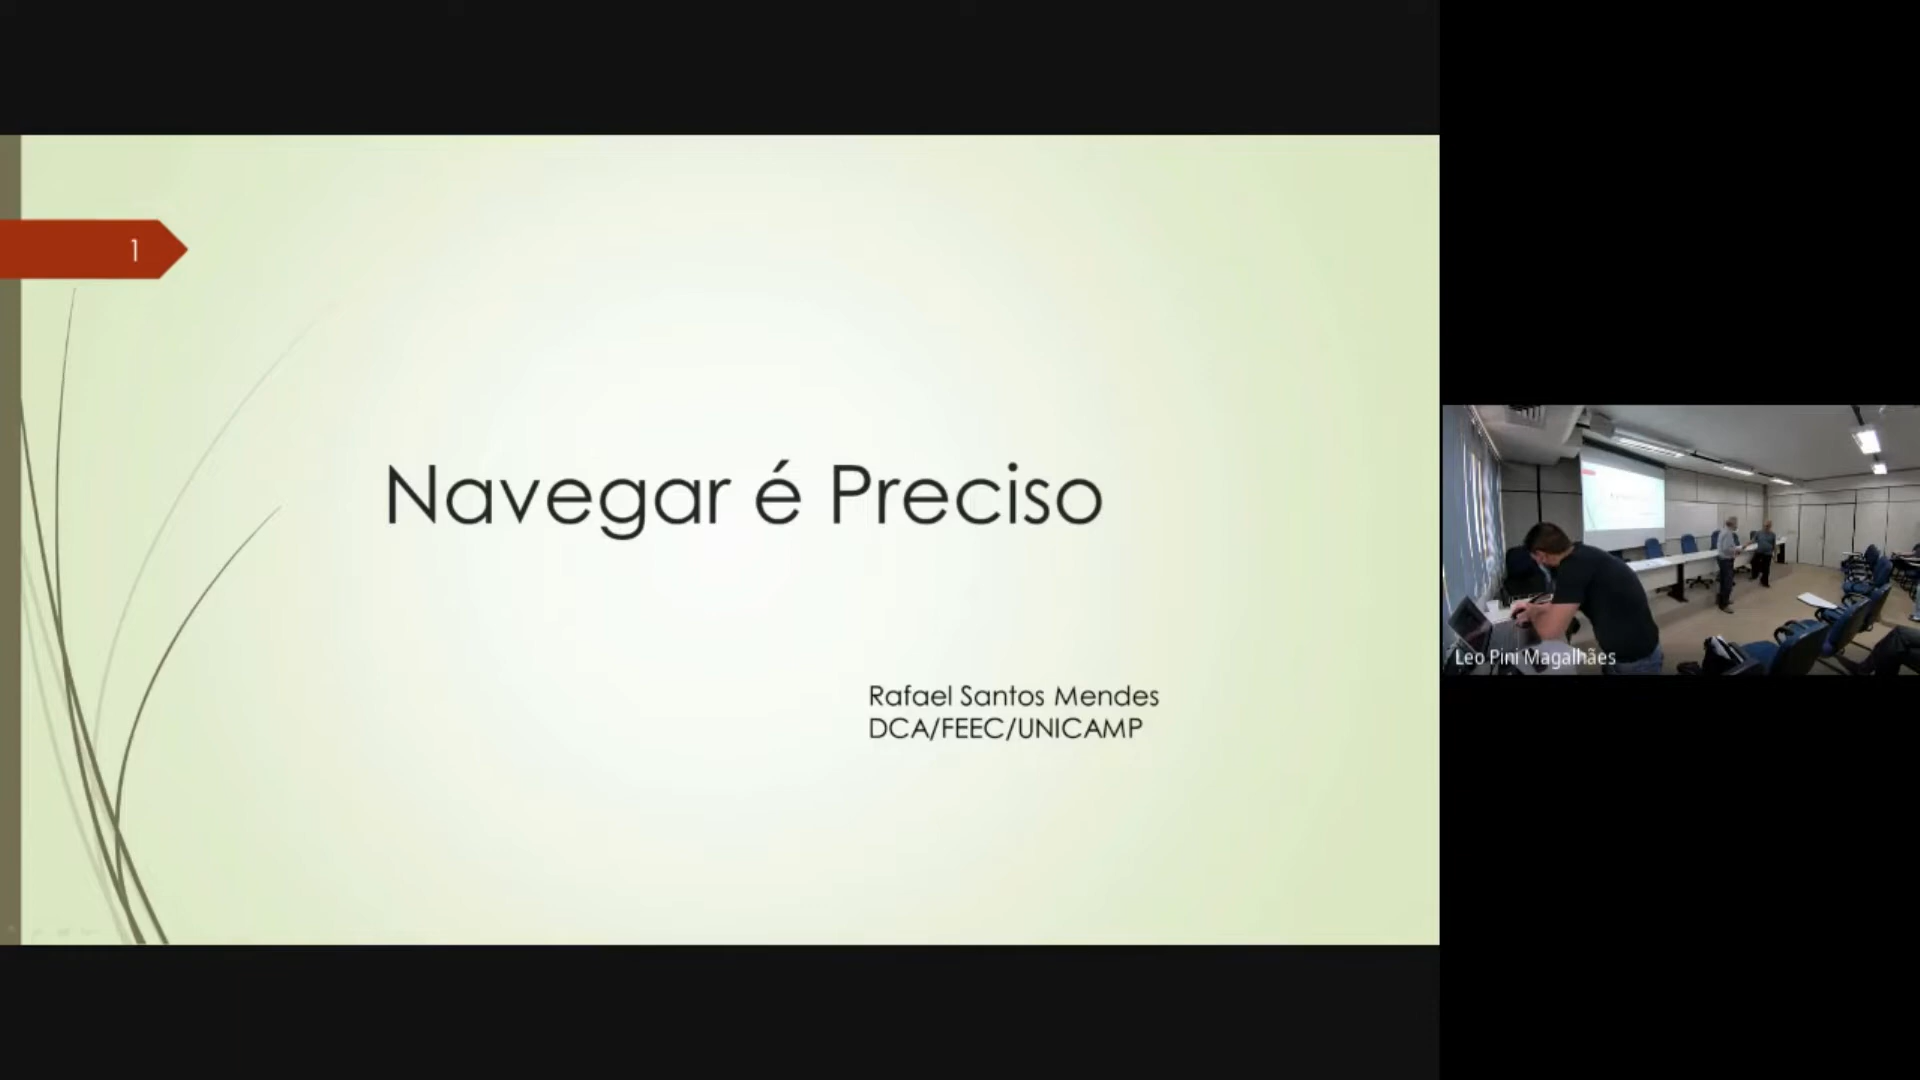 1
Navegar é Preciso
Rafael Santos Mendes
DCA/FEEC/UNICAMP
Leo Pini Magalhães